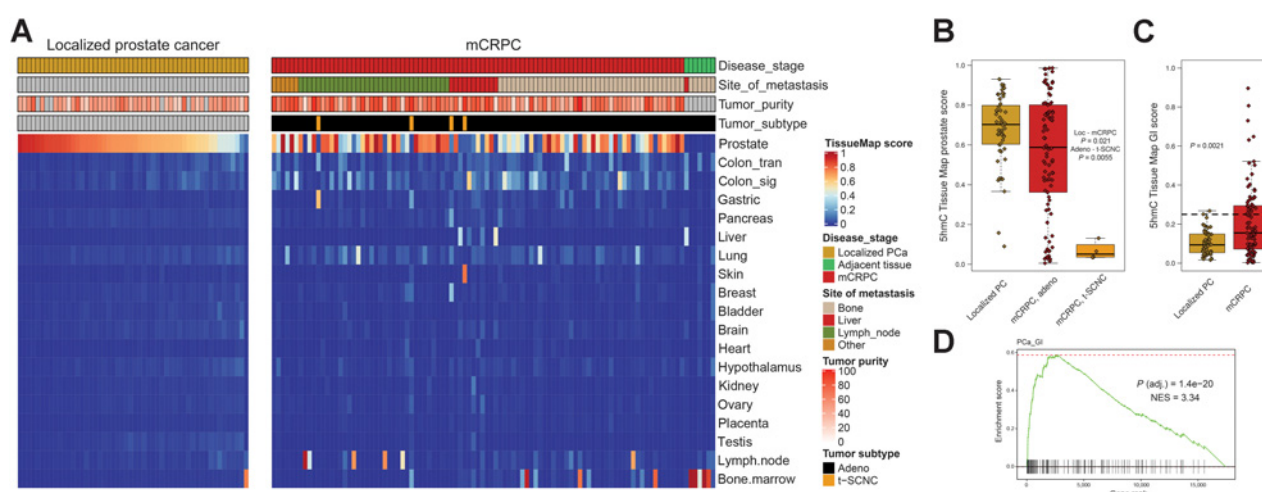 A
Localized prostate cancer
mCRPC
Disease_stage
Site_of_metastasis
Tumor_purity
Tumor_subtype
Prostate
Colon_tran
Colon_sig
Gastric
Pancreas
Liver
Lung
Skin
Breast
Bladder
Brain
Heart
Hypothalamus
Kidney
Ovary
Placenta
Testis
Lymph.node
Bone.marrow
TissueMap score
1
0.8
0.6
0.4
0.2
0
Disease_stage
Localized PCa
Adjacent tissue
mCRPC
Site of metastasis
Bone
Liver
Lymph_node
Other
Tumor purity
100
80
60
40
20
0
Tumor subtype
Adeno
t-SCNC
B
5hmC Tissue Map prostate score
1.0
0.8
0.6
0.4
0.2
0.0
Loc - mCRPC
P = 0.021
Adeno - t-SCNC
P = 0.0055
Localized PC
mCRPC, adeno
mCRPC, t-SCNC
C
5hmC Tissue Map GI score
1.0
0.8
0.6
0.4
0.2
0.0
P = 0.0021
Localized PC
mCRPC
D
PCa_GI
Enrichment score
0.6
0.4
0.2
0.0
P (adj.) = 1.4e-20
NES = 3.34
0
5,000
10,000
15,000